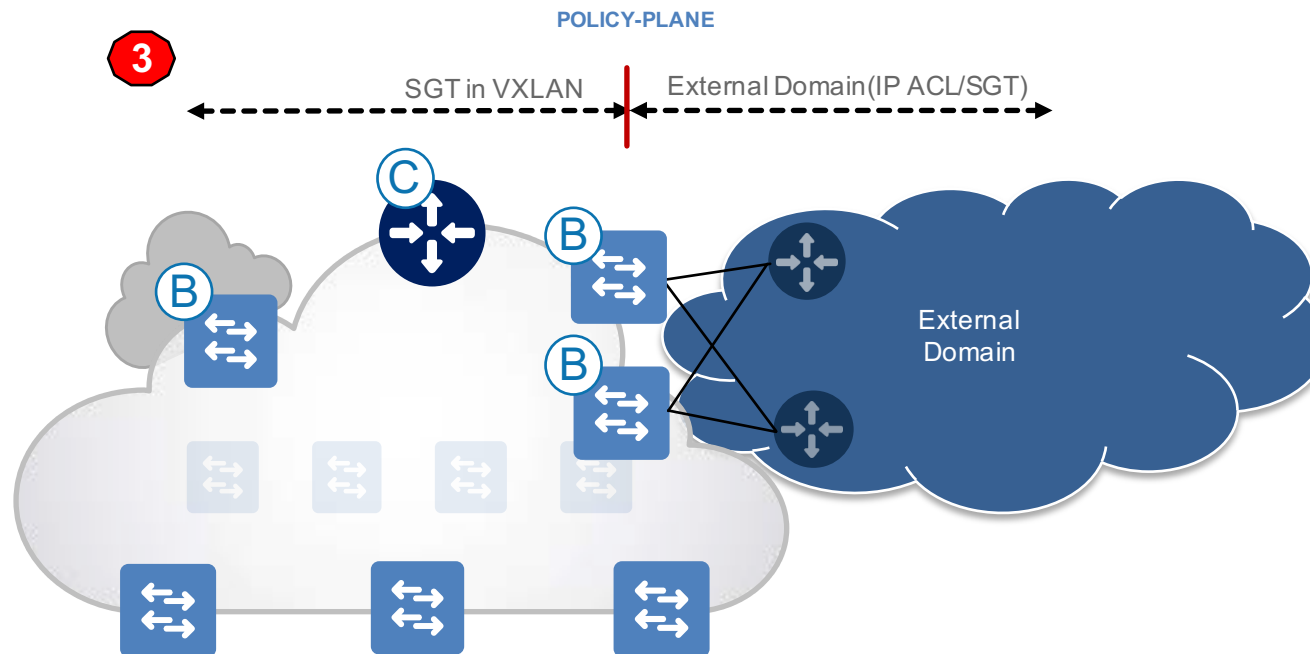 POLICY-PLANE
3
SGT in VXLAN
External Domain(IP ACL/SGT)
C
B
B
B
External
Domain